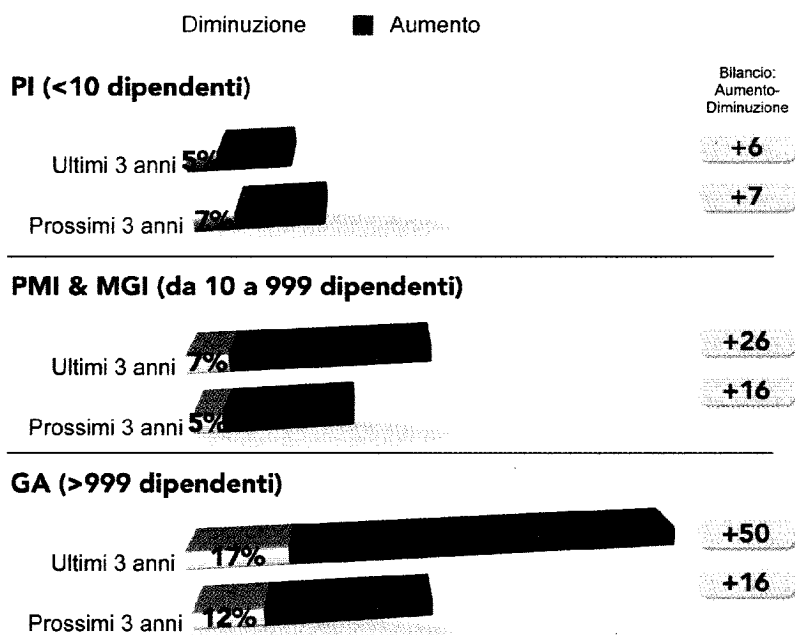 Diminuzione Aumento
PI (<10 dipendenti)
Bilancio:
Aumento-
Diminuzione
Ultimi 3 anni 5% +6
Prossimi 3 anni 7% +7
PMI & MGI (da 10 a 999 dipendenti)
Ultimi 3 anni 7% +26
Prossimi 3 anni 5% +16
GA (>999 dipendenti)
Ultimi 3 anni 17% +50
Prossimi 3 anni 12% +16